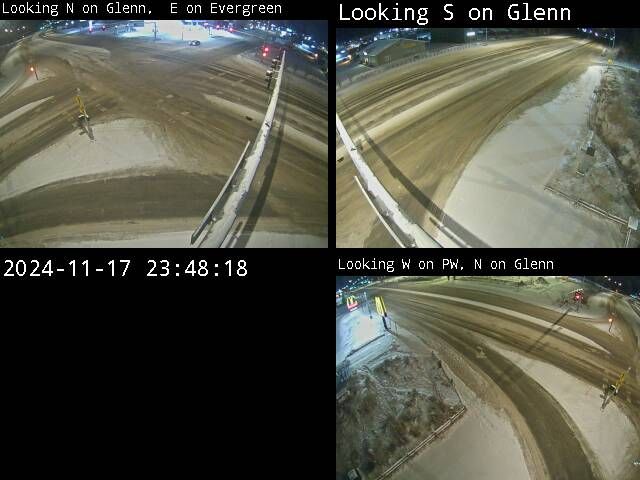 Looking N on Glenn,  E on Evergreen
Looking S on Glenn
2024-11-17 23:48:18
Looking W on PW, N on Glenn